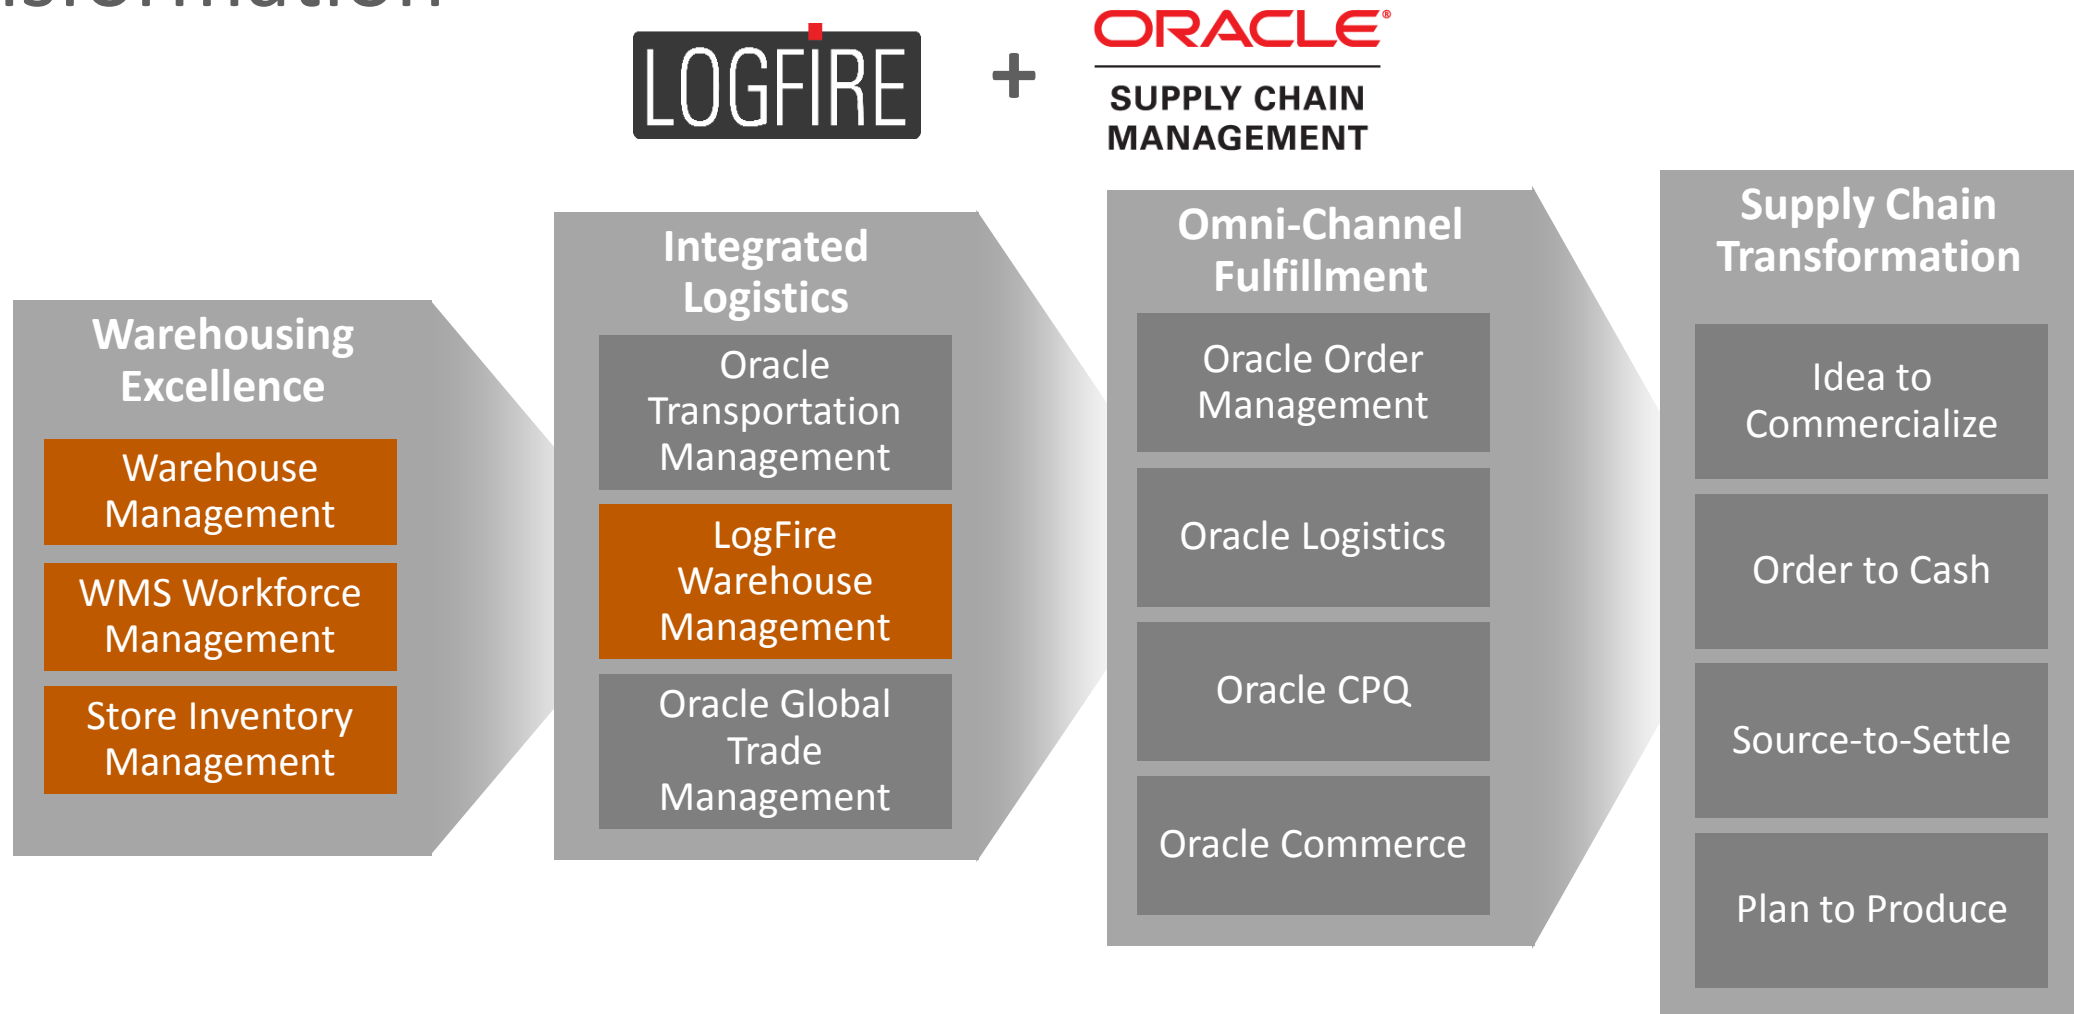 LOGFIRE
+
ORACLE®
SUPPLY CHAIN
MANAGEMENT
Warehousing
Excellence
Warehouse
Management
WMS Workforce
Management
Store Inventory
Management
Integrated
Logistics
Oracle
Transportation
Management
LogFire
Warehouse
Management
Oracle Global
Trade
Management
Omni-Channel
Fulfillment
Oracle Order
Management
Oracle Logistics
Oracle CPQ
Oracle Commerce
Supply Chain
Transformation
Idea to
Commercialize
Order to Cash
Source-to-Settle
Plan to Produce